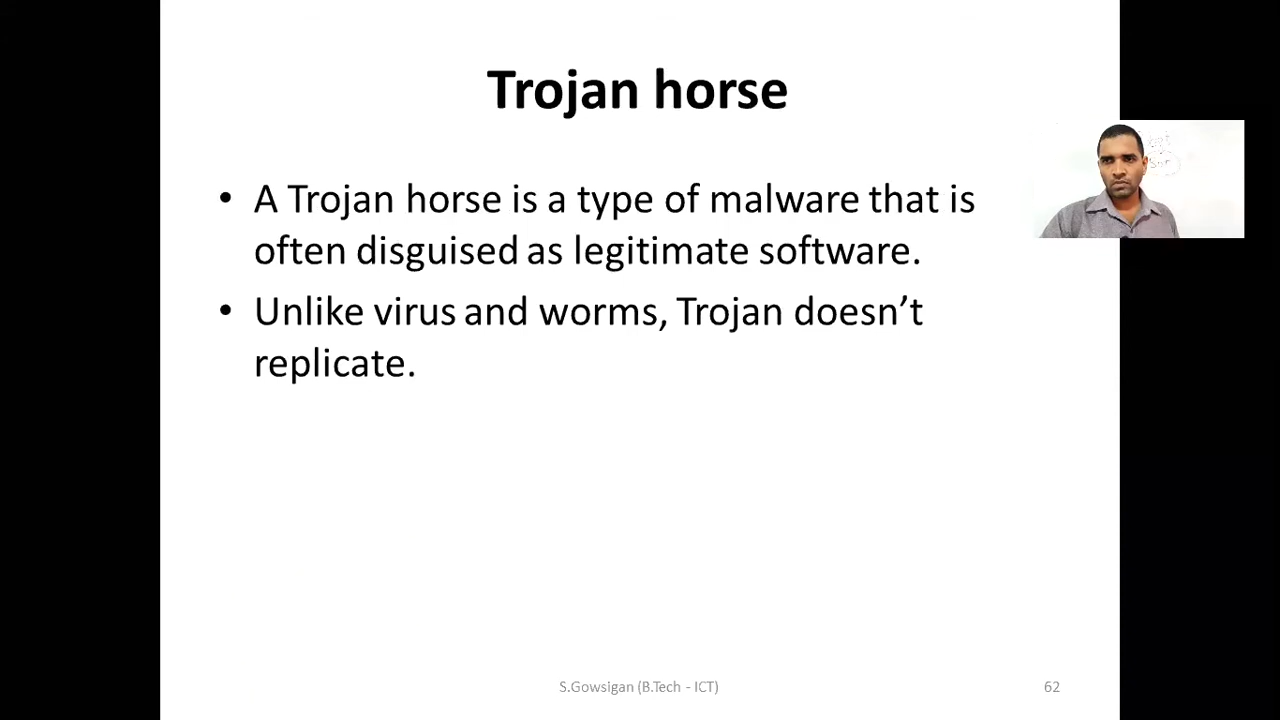 Trojan horse
• A Trojan horse is a type of malware that is
often disguised as legitimate software.
• Unlike virus and worms, Trojan doesn’t
replicate.
S.Gowsigan (B.Tech - ICT)
62